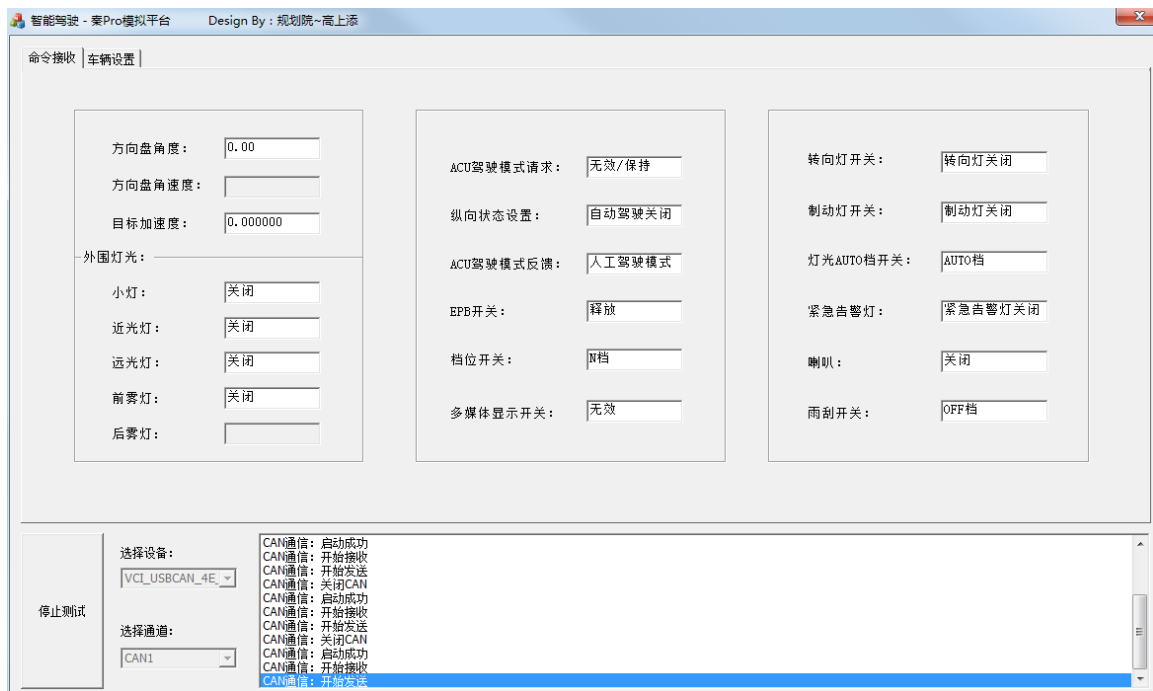 智能驾驶 - 秦Pro模拟平台 Design By : 规划院~高上添
命令接收 车辆设置
方向盘角度: 0.00
方向盘角速度:
目标加速度: 0.000000
外围灯光:
小灯: 关闭
近光灯: 关闭
远光灯: 关闭
前雾灯: 关闭
后雾灯:
ACU驾驶模式请求: 无效/保持
纵向状态设置: 自动驾驶关闭
ACU驾驶模式反馈: 人工驾驶模式
EPB开关: 释放
档位开关: N档
多媒体显示开关: 无效
转向灯开关: 转向灯关闭
制动灯开关: 制动灯关闭
灯光AUTO档开关: AUTO档
紧急告警灯: 紧急告警灯关闭
喇叭: 关闭
雨刮开关: OFF档
停止测试
选择设备:
VCI_USBCAN_4E_
选择通道:
CAN1
CAN通信: 启动成功
CAN通信: 开始接收
CAN通信: 开始发送
CAN通信: 关闭CAN
CAN通信: 启动成功
CAN通信: 开始接收
CAN通信: 开始发送
CAN通信: 关闭CAN
CAN通信: 启动成功
CAN通信: 开始接收
CAN通信: 开始发送